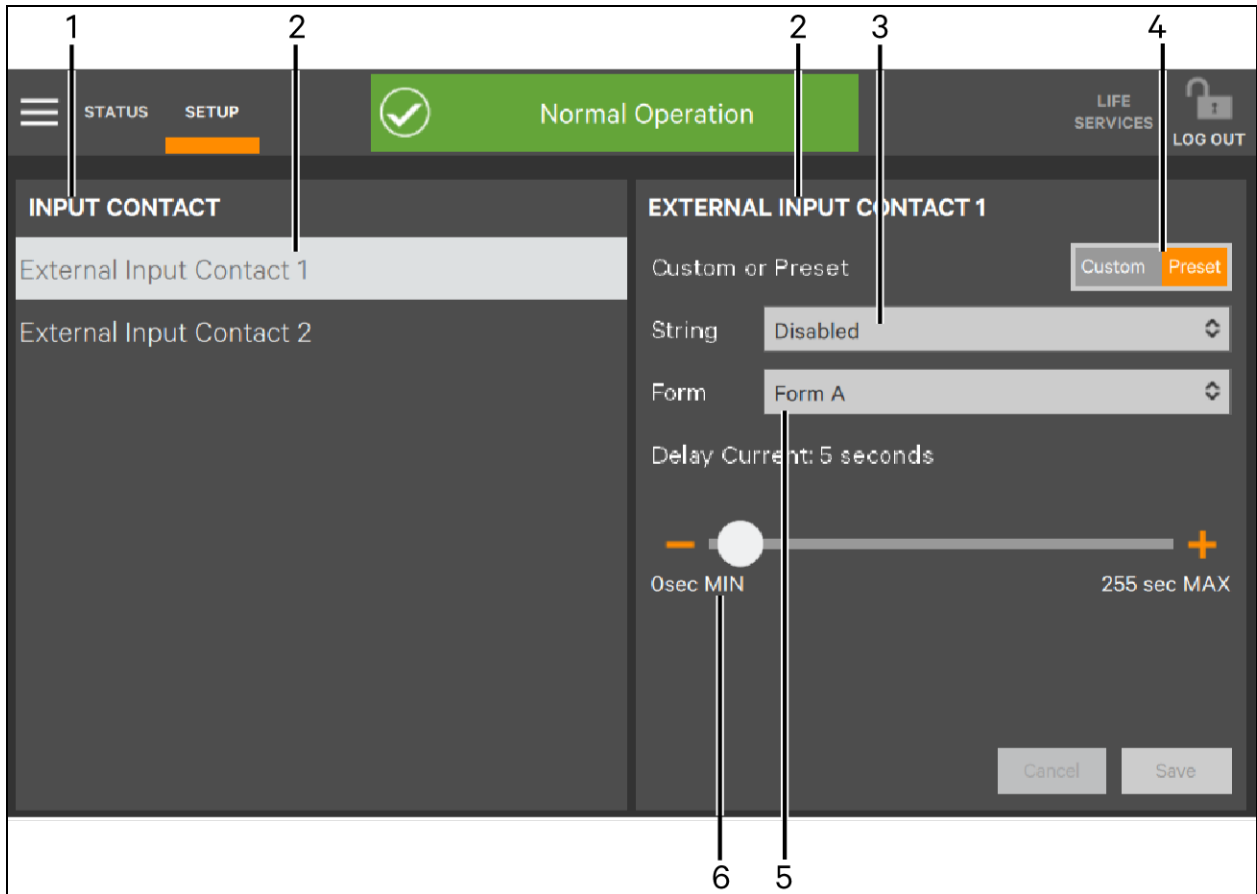 1 2 2 3 4
STATUS SETUP Normal Operation LIFE SERVICES LOG OUT
INPUT CONTACT
External Input Contact 1
External Input Contact 2
EXTERNAL INPUT CONTACT 1
Custom or Preset Custom Preset
String Disabled
Form Form A
Delay Current: 5 seconds
0sec MIN 255 sec MAX
Cancel Save
6 5